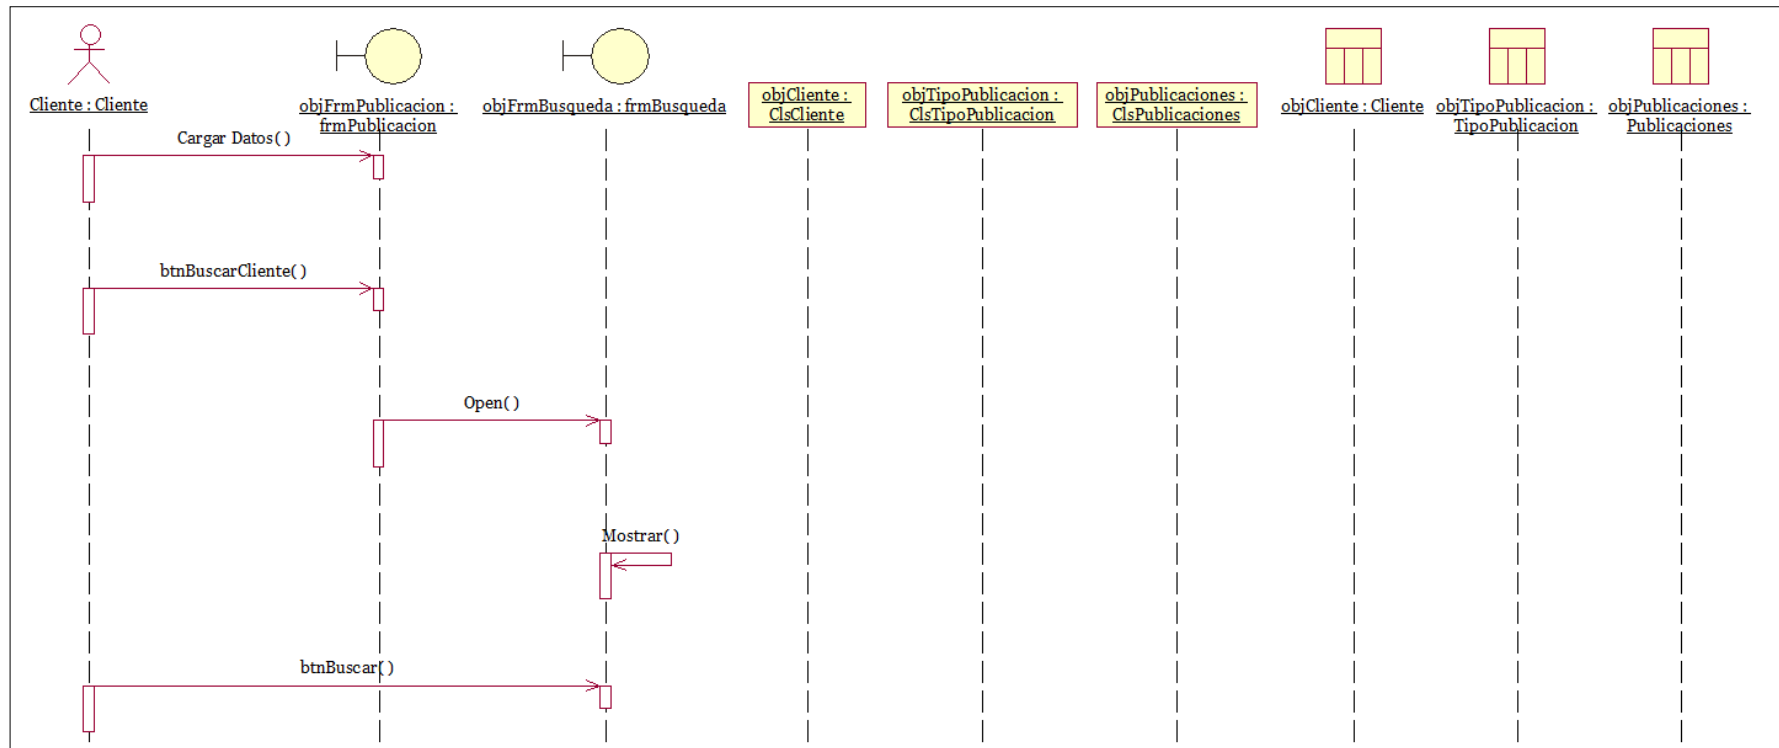 Cliente : Cliente
objFrmPublicacion :
frmPublicacion
objFrmBusqueda : frmBusqueda
objCliente :
ClsCliente
objTipoPublicacion :
ClsTipoPublicacion
objPublicaciones :
ClsPublicaciones
objCliente : Cliente
objTipoPublicacion :
TipoPublicacion
objPublicaciones :
Publicaciones
Cargar Datos( )
btnBuscarCliente( )
Open( )
Mostrar( )
btnBuscar( )